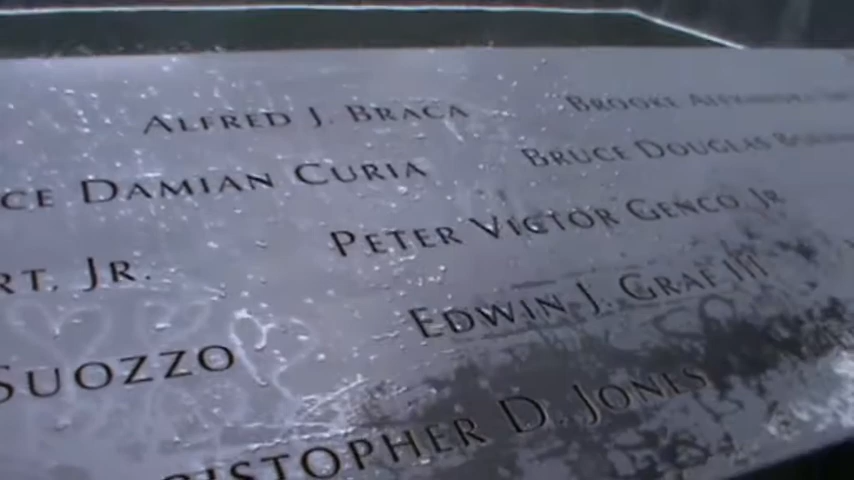 ALFRED J. BRACA
BROOKE
CE DAMIAN CURIA
BRUCE DOUGLAS
RT, JR.
PETER VICTOR GENCO, JR.
SUOZZO
EDWIN J. GRAF III
CHRISTOPHER D. JONES